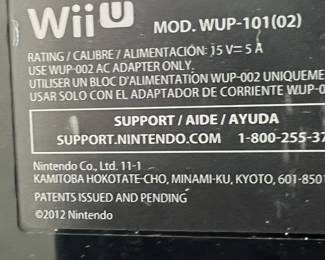 WiiU MOD. WUP-101(02)
RATING / CALIBRE / ALIMENTACIÓN: 15 V⎓ 5 A
USE WUP-002 AC ADAPTER ONLY.
UTILISER UN BLOC D'ALIMENTATION WUP-002 UNIQUEME
USAR SOLO CON EL ADAPTADOR DE CORRIENTE WUP-0
SUPPORT / AIDE / AYUDA
SUPPORT.NINTENDO.COM 1-800-255-37
Nintendo Co., Ltd. 11-1
KAMITOBA HOKOTATE-CHO, MINAMI-KU, KYOTO, 601-8501
PATENTS ISSUED AND PENDING
©2012 Nintendo